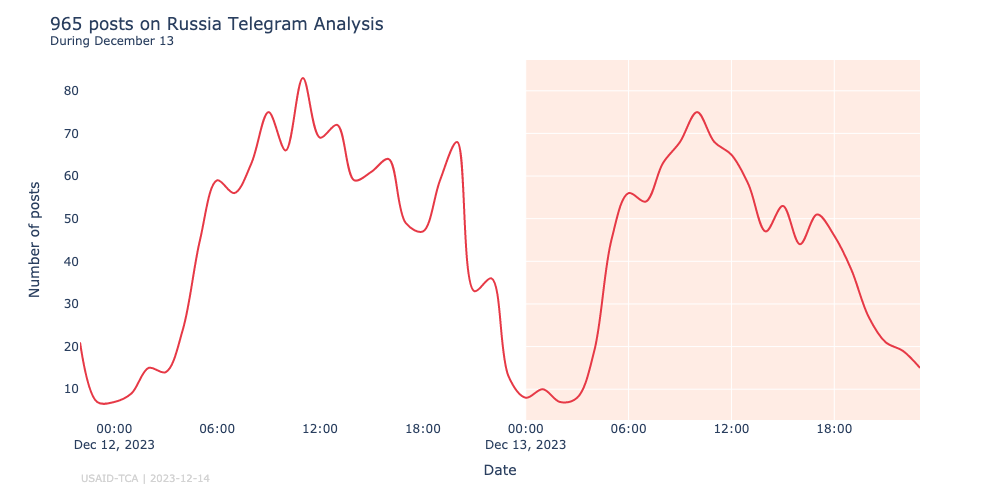 965 posts on Russia Telegram Analysis
During December 13
80
70
60
50
40
30
20
10
Number of posts
00:00 06:00 12:00 18:00 00:00 06:00 12:00 18:00
Dec 12, 2023 Dec 13, 2023
Date
USAID-TCA | 2023-12-14